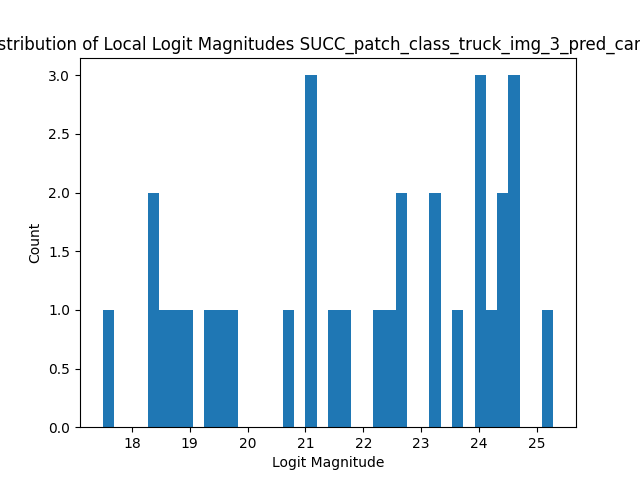 stribution of Local Logit Magnitudes SUCC_patch_class_truck_img_3_pred_car
3.0
2.5
2.0
1.5
1.0
0.5
0.0
Count
18 19 20 21 22 23 24 25
Logit Magnitude